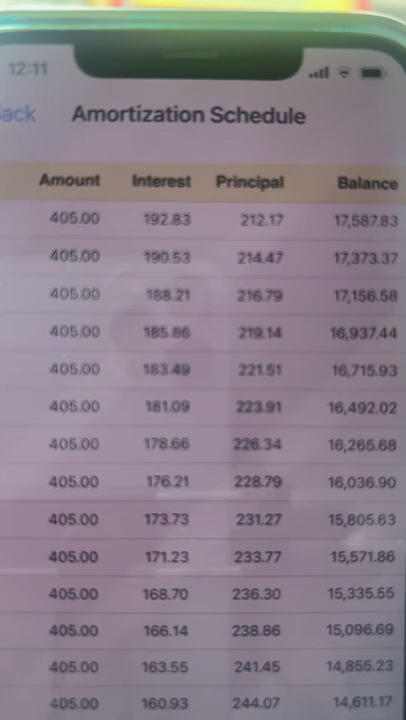 12:11
ack Amortization Schedule
Amount Interest Principal Balance
405.00 192.83 212.17 17,587.83
405.00 190.53 214.47 17,373.37
405.00 188.21 216.79 17,156.58
405.00 185.86 219.14 16,937.44
405.00 183.49 221.51 16,715.93
405.00 181.09 223.91 16,492.02
405.00 178.66 226.34 16,265.68
405.00 176.21 228.79 16,036.90
405.00 173.73 231.27 15,805.63
405.00 171.23 233.77 15,571.86
405.00 168.70 236.30 15,335.55
405.00 166.14 238.86 15,096.69
405.00 163.55 241.45 14,855.23
405.00 160.93 244.07 14,611.17